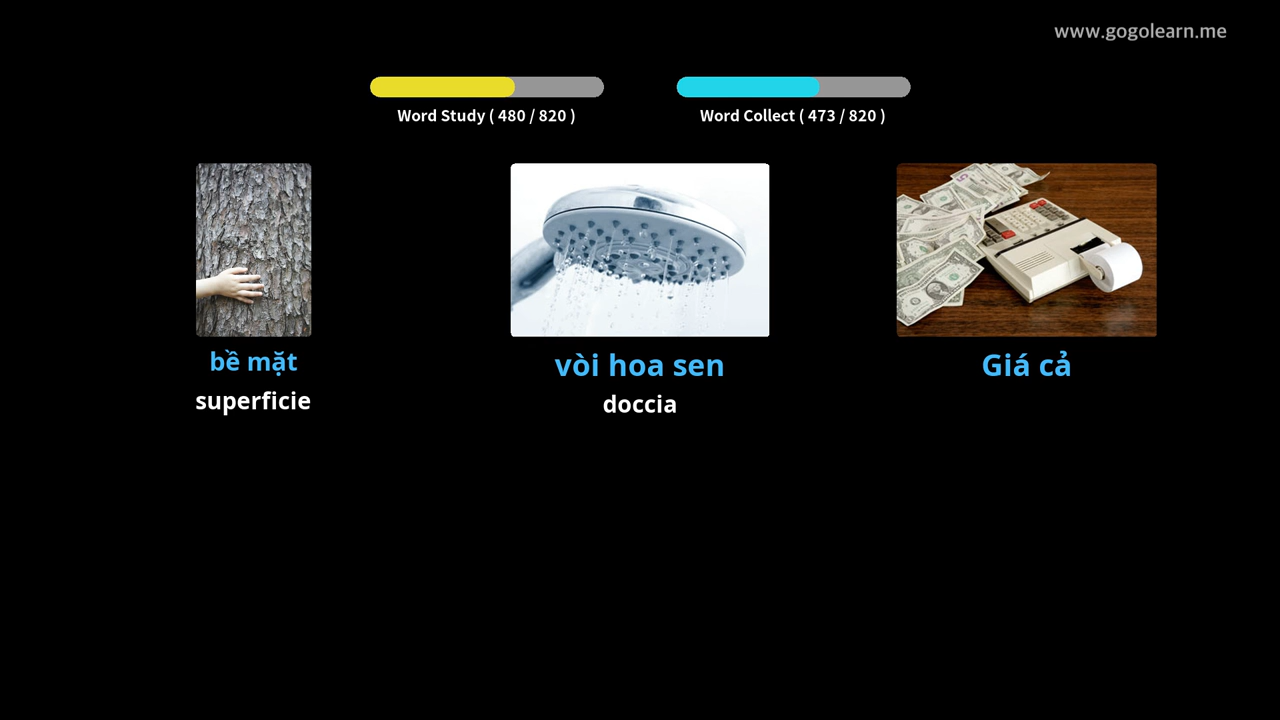 www.gogolearn.me
Word Study ( 480 / 820 )
Word Collect ( 473 / 820 )
bề mặt
superficie
vòi hoa sen
doccia
Giá cả